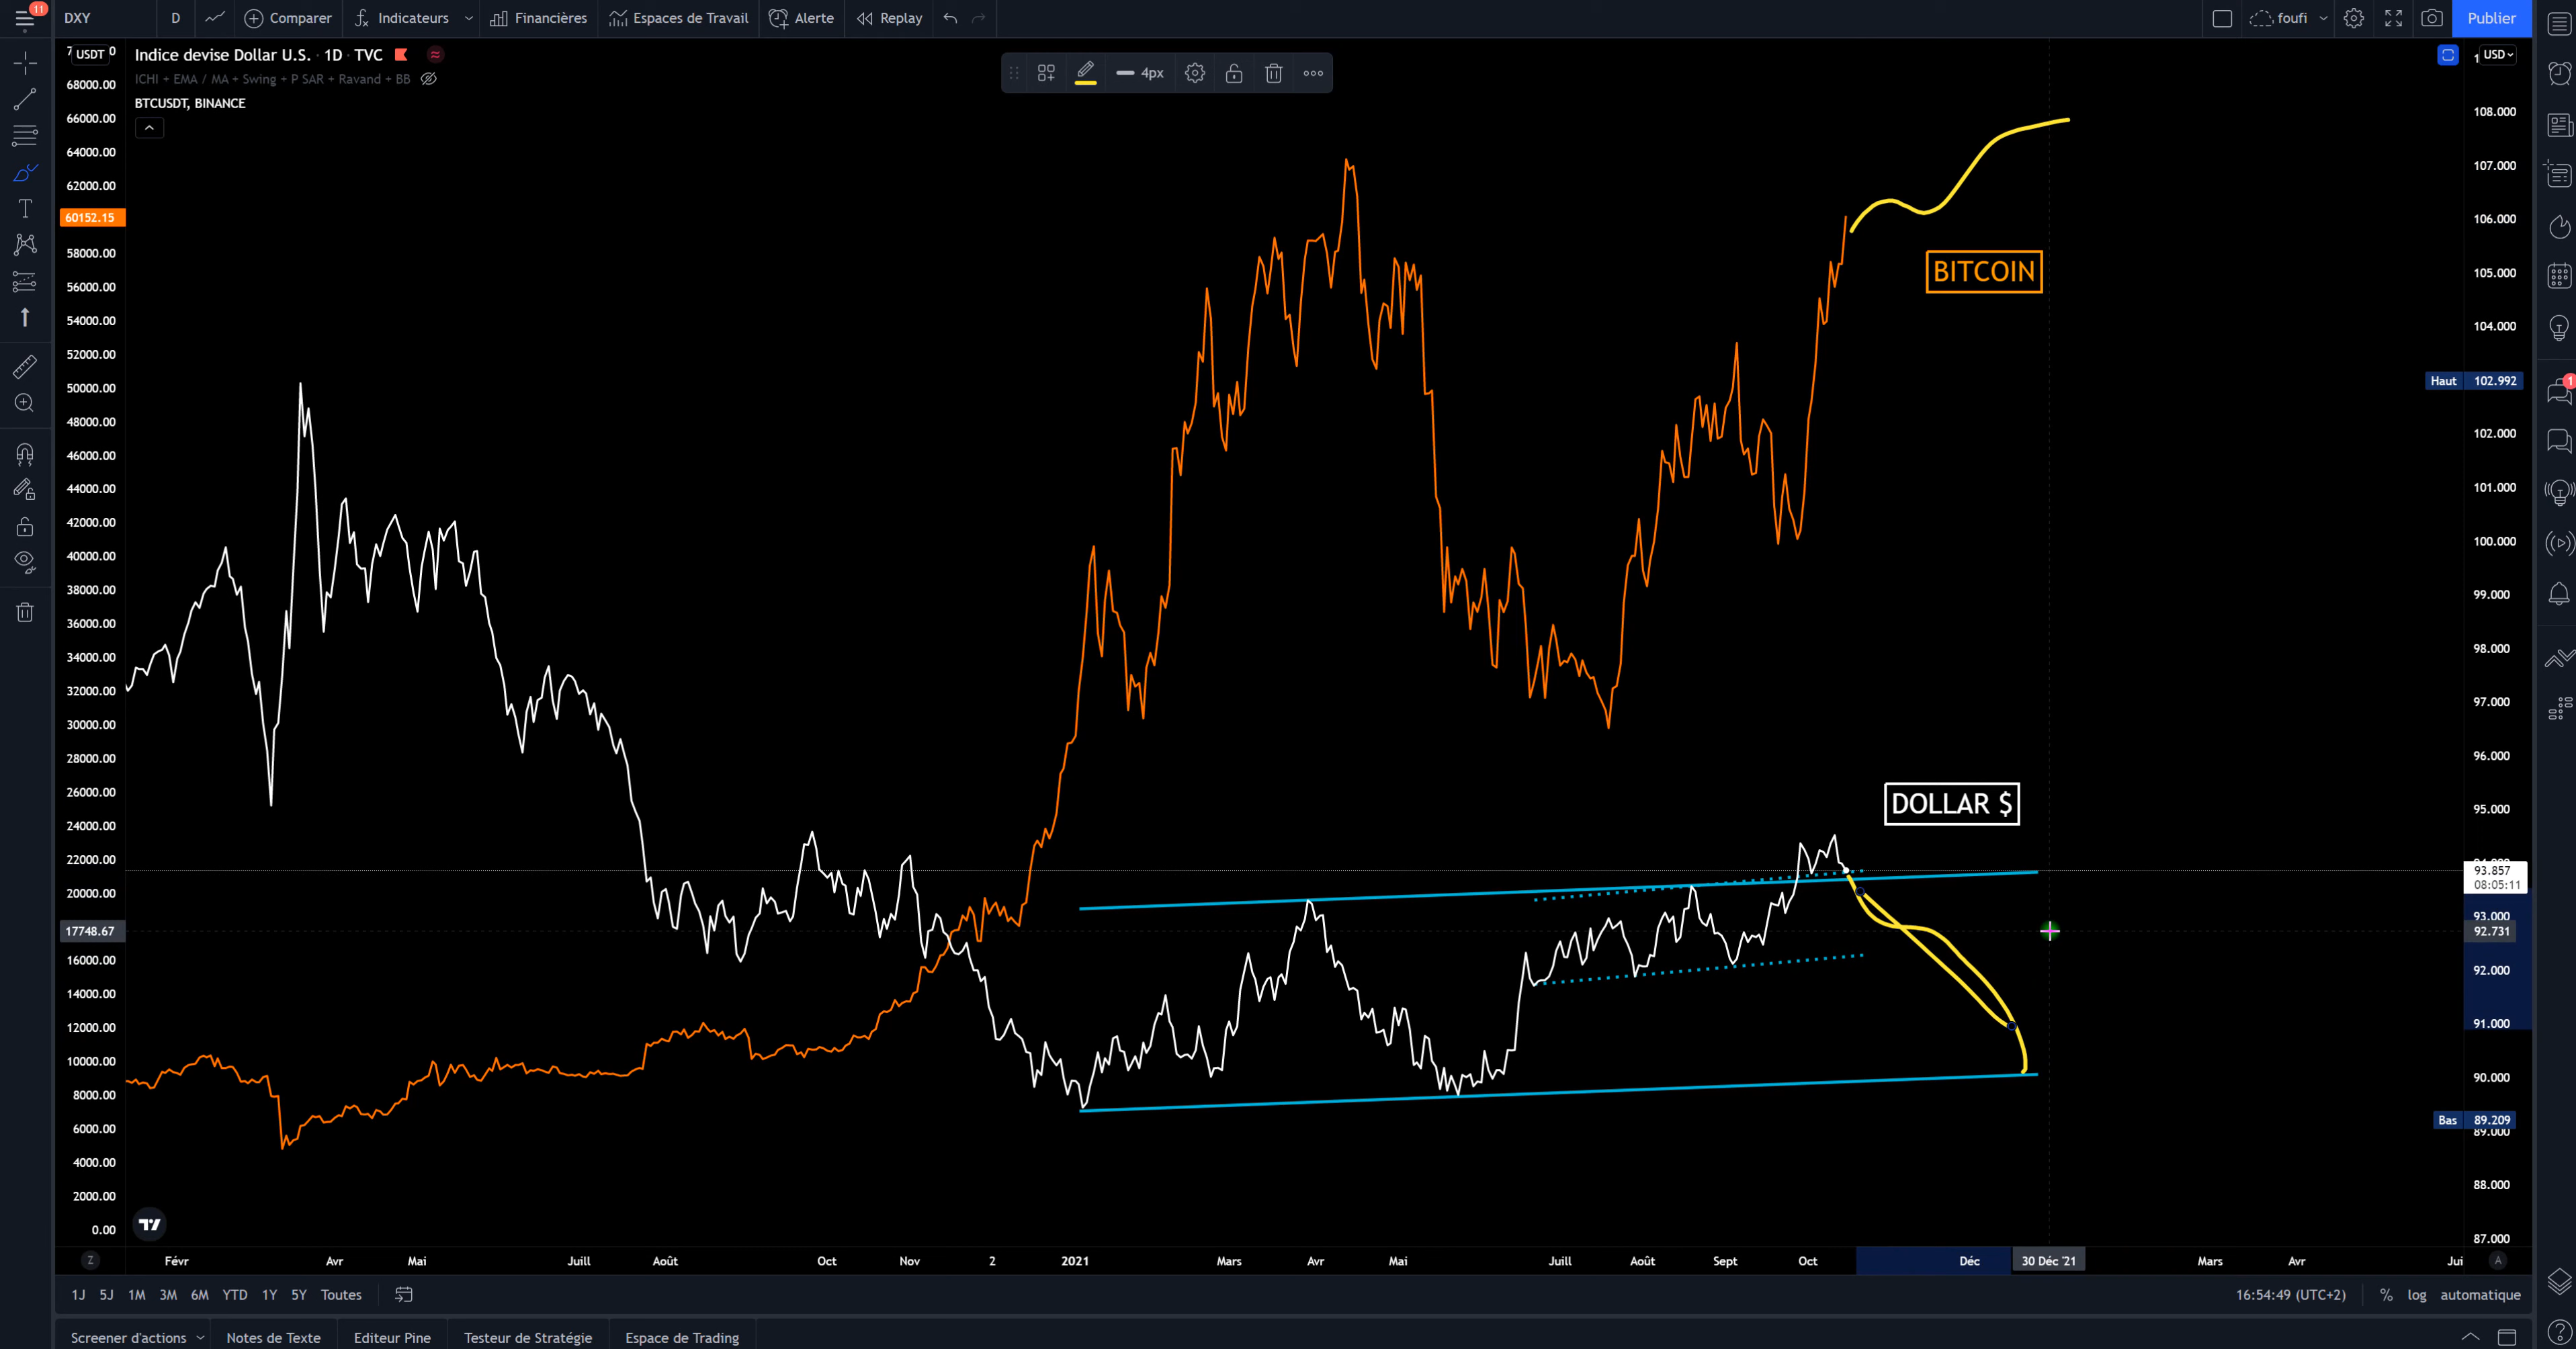 11
DXY
D
Comparer
Indicateurs
Financières
Espaces de Travail
Alerte
Replay
foufi
Publier
USDT
Indice devise Dollar U.S. · 1D · TVC
ICHI + EMA / MA + Swing + P SAR + Ravand + BB
BTCUSDT, BINANCE
4px
USD
68000.00
66000.00
64000.00
62000.00
60152.15
58000.00
56000.00
54000.00
52000.00
50000.00
48000.00
46000.00
44000.00
42000.00
40000.00
38000.00
36000.00
34000.00
32000.00
30000.00
28000.00
26000.00
24000.00
22000.00
20000.00
17748.67
16000.00
14000.00
12000.00
10000.00
8000.00
6000.00
4000.00
2000.00
0.00
BITCOIN
DOLLAR $
108.000
107.000
106.000
105.000
104.000
Haut 102.992
102.000
101.000
100.000
99.000
98.000
97.000
96.000
95.000
93.857
08:05:11
93.000
92.731
92.000
91.000
90.000
Bas 89.209
89.000
88.000
87.000
1
Z
Févr
Avr
Mai
Juill
Août
Oct
Nov
2
2021
Mars
Avr
Mai
Juill
Août
Sept
Oct
Déc
30 Déc '21
Mars
Avr
Jui
A
1J 5J 1M 3M 6M YTD 1Y 5Y Toutes
16:54:49 (UTC+2)
% log automatique
Screener d'actions
Notes de Texte
Editeur Pine
Testeur de Stratégie
Espace de Trading